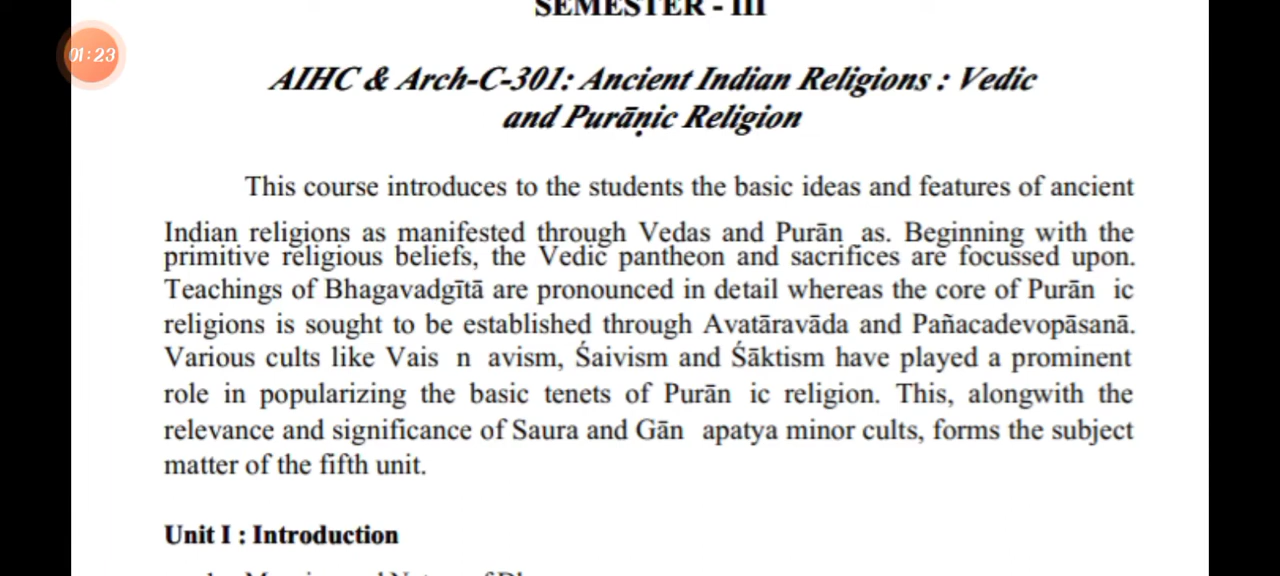 SEMESTER - III
01:23
AIHC & Arch-C-301: Ancient Indian Religions : Vedic
and Purāṇic Religion
This course introduces to the students the basic ideas and features of ancient
Indian religions as manifested through Vedas and Purān as. Beginning with the
primitive religious beliefs, the Vedic pantheon and sacrifices are focussed upon.
Teachings of Bhagavadgītā are pronounced in detail whereas the core of Purān ic
religions is sought to be established through Avatāravāda and Pañacadevopāsanā.
Various cults like Vais n avism, Śaivism and Śāktism have played a prominent
role in popularizing the basic tenets of Purān ic religion. This, alongwith the
relevance and significance of Saura and Gān apatya minor cults, forms the subject
matter of the fifth unit.
Unit I : Introduction